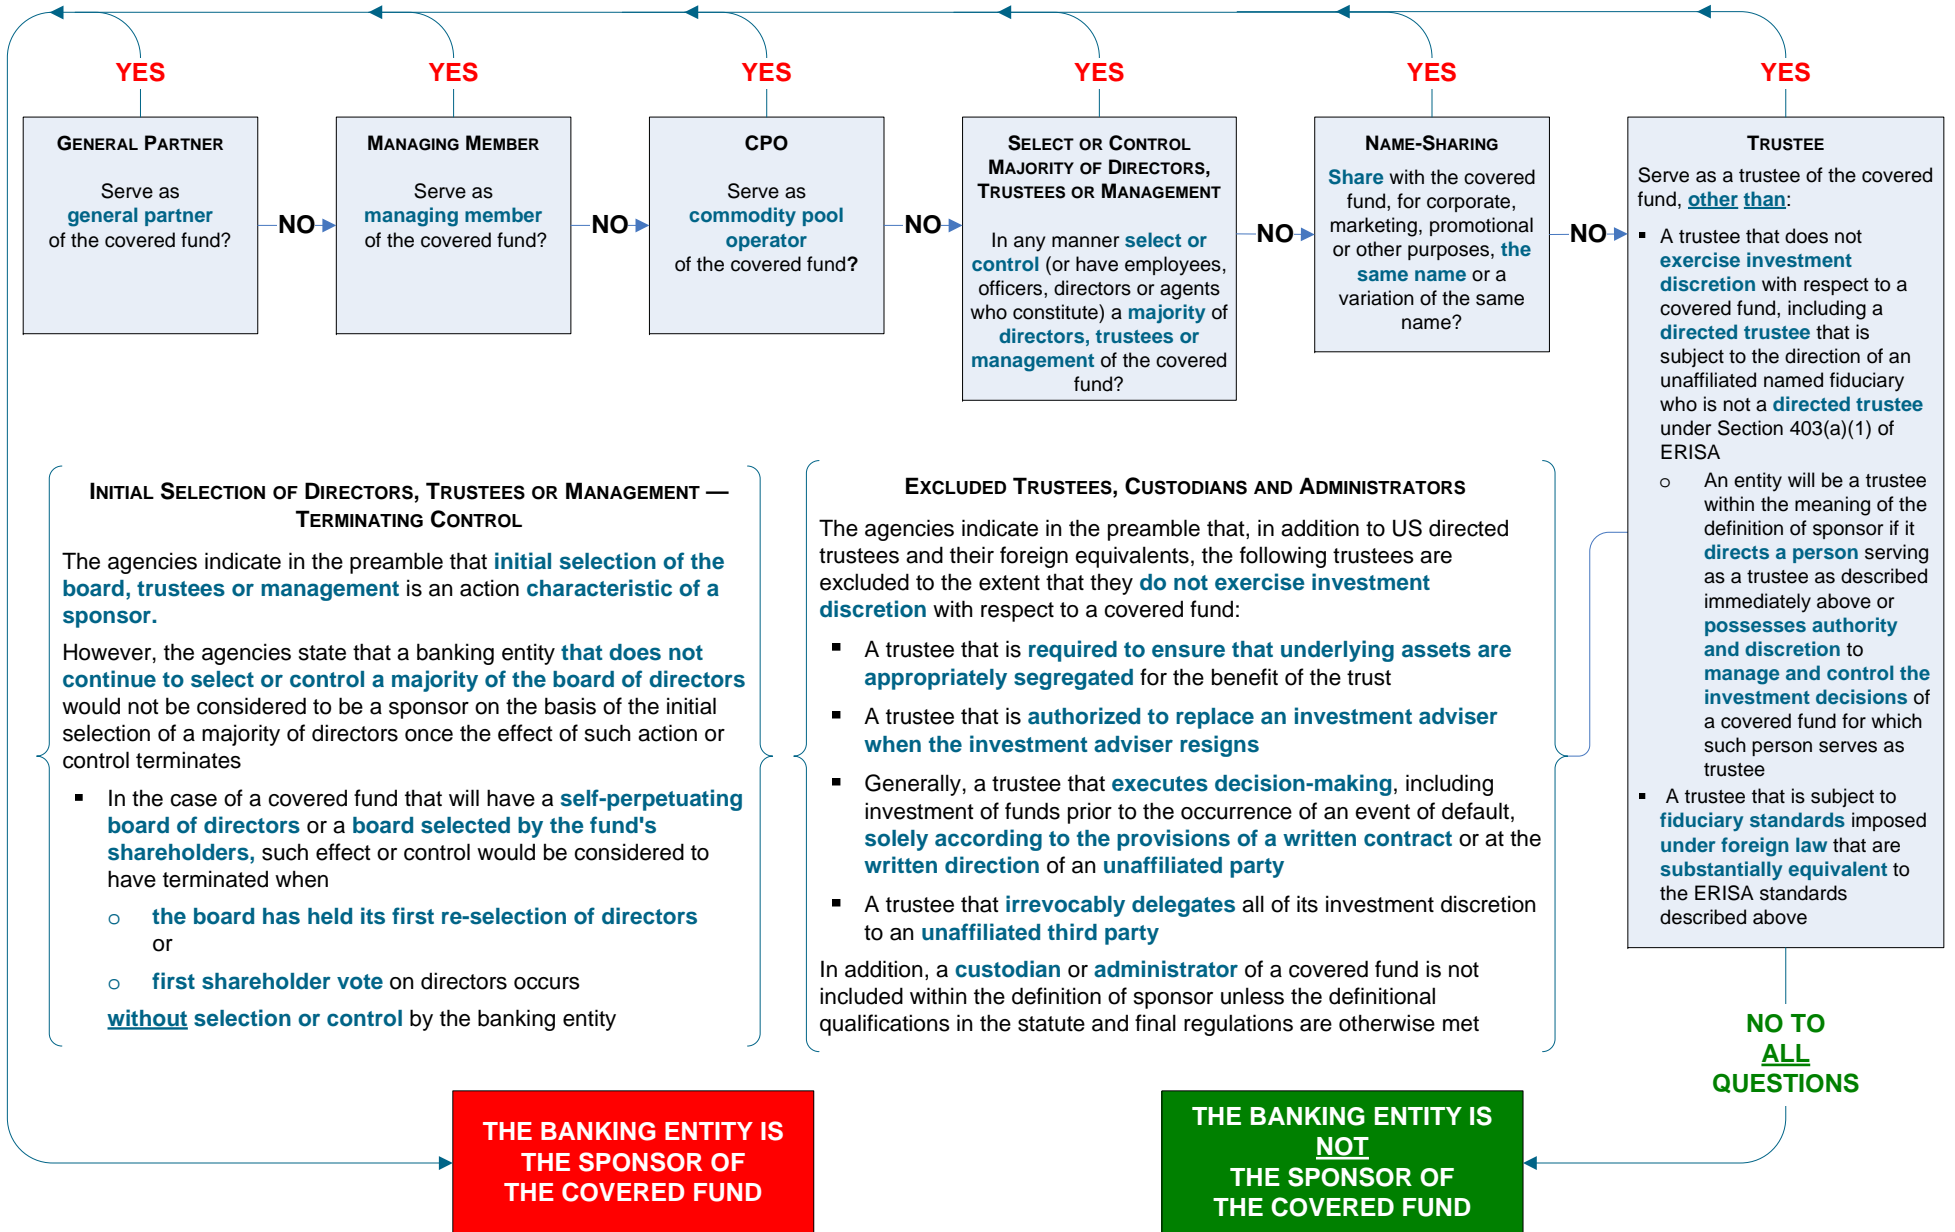 YES
YES
YES
YES
YES
YES
GENERAL PARTNER
Serve as
general partner
of the covered fund?
NO
MANAGING MEMBER
Serve as
managing member
of the covered fund?
NO
CPO
Serve as
commodity pool
operator
of the covered fund?
NO
SELECT OR CONTROL
MAJORITY OF DIRECTORS,
TRUSTEES OR MANAGEMENT
In any manner select or
control (or have employees,
officers, directors or agents
who constitute) a majority of
directors, trustees or
management of the covered
fund?
NO
NAME-SHARING
Share with the covered
fund, for corporate,
marketing, promotional
or other purposes, the
same name or a
variation of the same
name?
NO
TRUSTEE
Serve as a trustee of the covered
fund, other than:
▪ A trustee that does not
exercise investment
discretion with respect to a
covered fund, including a
directed trustee that is
subject to the direction of an
unaffiliated named fiduciary
who is not a directed trustee
under Section 403(a)(1) of
ERISA
o An entity will be a trustee
within the meaning of the
definition of sponsor if it
directs a person serving
as a trustee as described
immediately above or
possesses authority
and discretion to
manage and control the
investment decisions of
a covered fund for which
such person serves as
trustee
▪ A trustee that is subject to
fiduciary standards imposed
under foreign law that are
substantially equivalent to
the ERISA standards
described above
INITIAL SELECTION OF DIRECTORS, TRUSTEES OR MANAGEMENT —
TERMINATING CONTROL
The agencies indicate in the preamble that initial selection of the
board, trustees or management is an action characteristic of a
sponsor.
However, the agencies state that a banking entity that does not
continue to select or control a majority of the board of directors
would not be considered to be a sponsor on the basis of the initial
selection of a majority of directors once the effect of such action or
control terminates
▪ In the case of a covered fund that will have a self-perpetuating
board of directors or a board selected by the fund's
shareholders, such effect or control would be considered to
have terminated when
o the board has held its first re-selection of directors
or
o first shareholder vote on directors occurs
without selection or control by the banking entity
EXCLUDED TRUSTEES, CUSTODIANS AND ADMINISTRATORS
The agencies indicate in the preamble that, in addition to US directed
trustees and their foreign equivalents, the following trustees are
excluded to the extent that they do not exercise investment
discretion with respect to a covered fund:
▪ A trustee that is required to ensure that underlying assets are
appropriately segregated for the benefit of the trust
▪ A trustee that is authorized to replace an investment adviser
when the investment adviser resigns
▪ Generally, a trustee that executes decision-making, including
investment of funds prior to the occurrence of an event of default,
solely according to the provisions of a written contract or at the
written direction of an unaffiliated party
▪ A trustee that irrevocably delegates all of its investment discretion
to an unaffiliated third party
In addition, a custodian or administrator of a covered fund is not
included within the definition of sponsor unless the definitional
qualifications in the statute and final regulations are otherwise met
NO TO
ALL
QUESTIONS
THE BANKING ENTITY IS
THE SPONSOR OF
THE COVERED FUND
THE BANKING ENTITY IS
NOT
THE SPONSOR OF
THE COVERED FUND